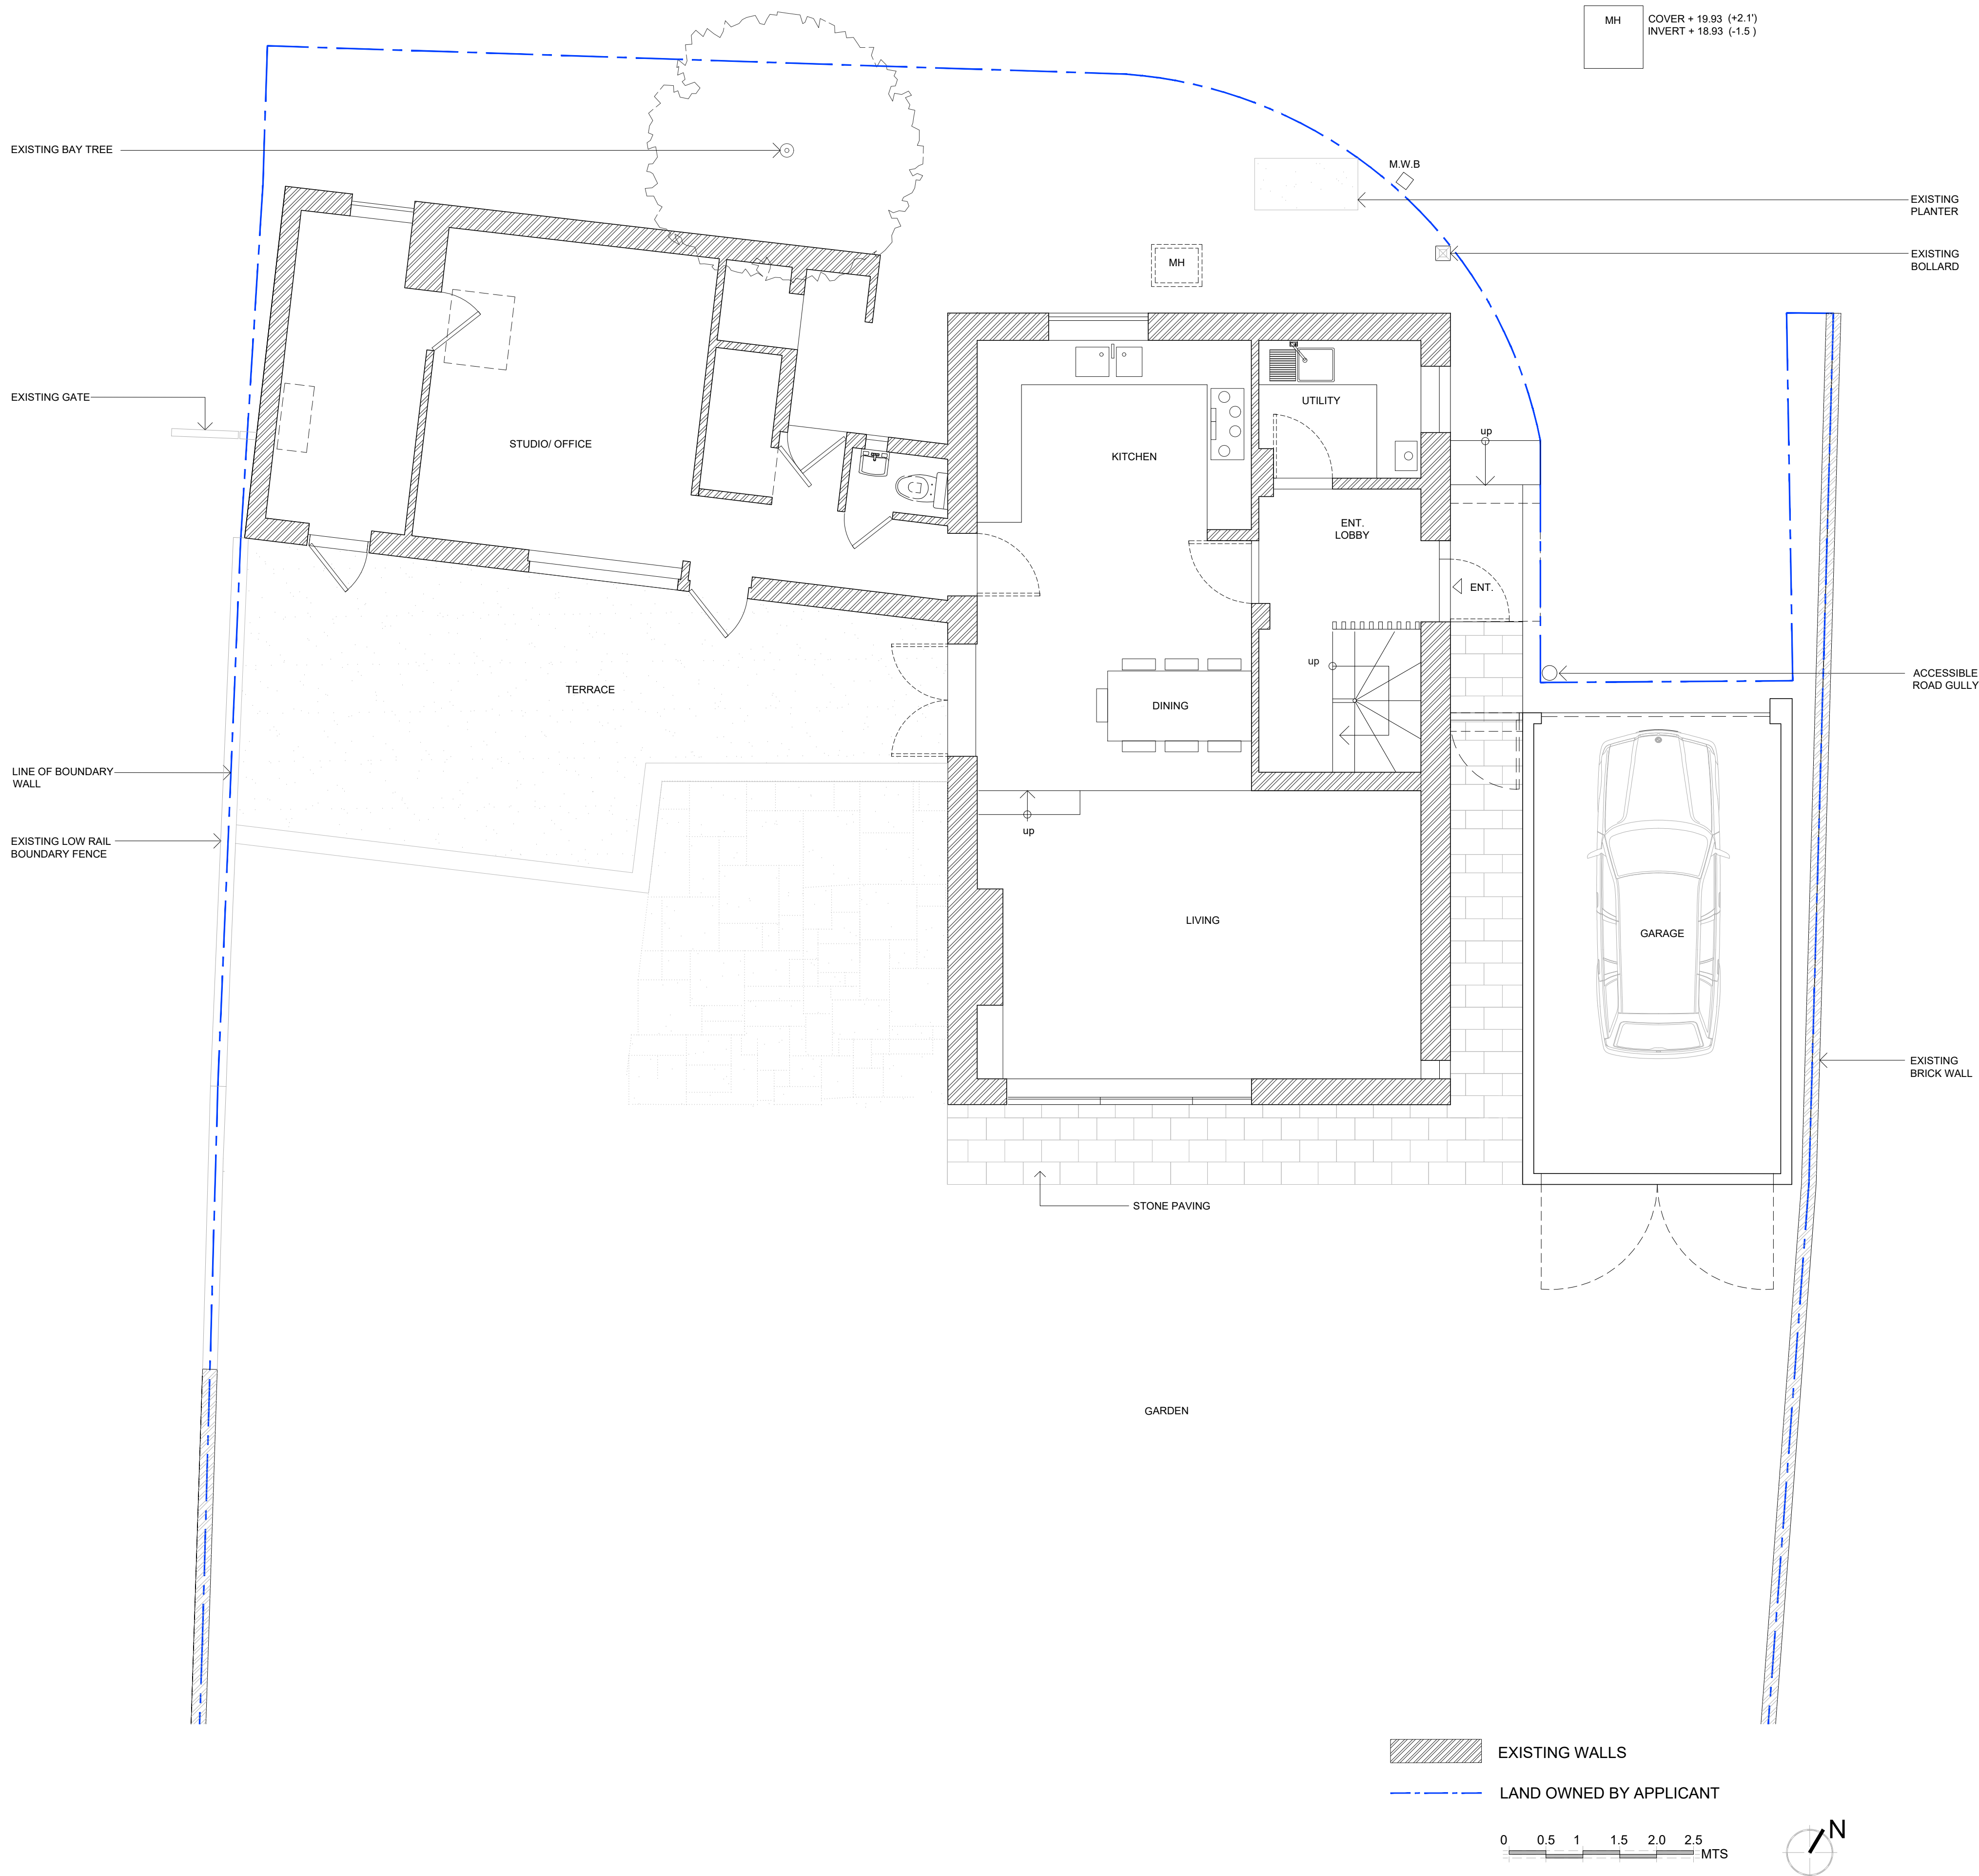 MH
COVER + 19.93 (+2.1')
INVERT + 18.93 (-1.5 )
EXISTING BAY TREE
M.W.B
EXISTING
PLANTER
EXISTING
BOLLARD
MH
EXISTING GATE
UTILITY
STUDIO/ OFFICE
KITCHEN
up
ENT.
LOBBY
ENT.
up
TERRACE
DINING
ACCESSIBLE
ROAD GULLY
LINE OF BOUNDARY
WALL
EXISTING LOW RAIL
BOUNDARY FENCE
up
LIVING
GARAGE
EXISTING
BRICK WALL
STONE PAVING
GARDEN
EXISTING WALLS
LAND OWNED BY APPLICANT
0 0.5 1 1.5 2.0 2.5
MTS
N